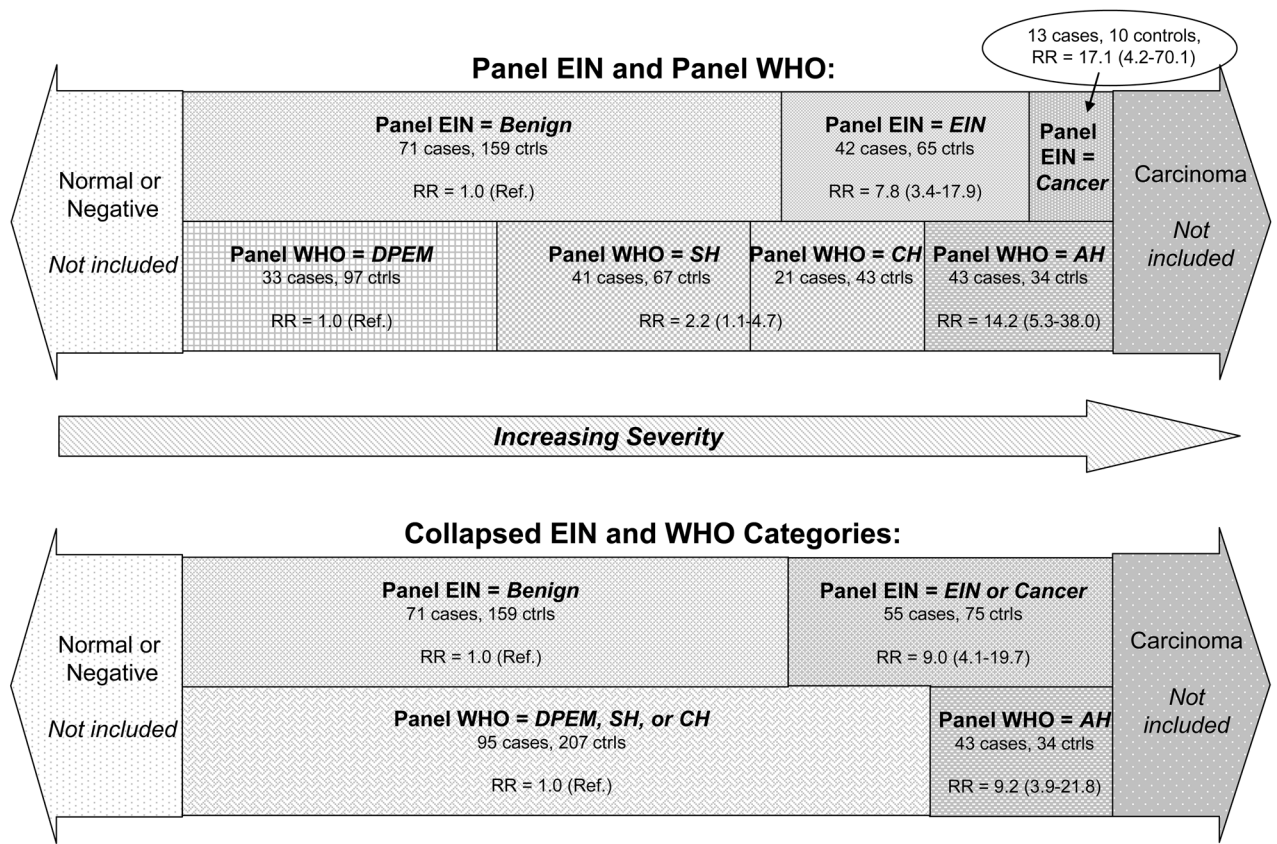 13 cases, 10 controls,
RR = 17.1 (4.2-70.1)
Panel EIN and Panel WHO:
Normal or
Negative
Not included
Panel EIN = Benign
71 cases, 159 ctrls
RR = 1.0 (Ref.)
Panel EIN = EIN
42 cases, 65 ctrls
RR = 7.8 (3.4-17.9)
Panel
EIN =
Cancer
Panel WHO = DPEM
33 cases, 97 ctrls
RR = 1.0 (Ref.)
Panel WHO = SH
41 cases, 67 ctrls
Panel WHO = CH
21 cases, 43 ctrls
RR = 2.2 (1.1-4.7)
Panel WHO = AH
43 cases, 34 ctrls
RR = 14.2 (5.3-38.0)
Carcinoma
Not
included
Increasing Severity
Collapsed EIN and WHO Categories:
Normal or
Negative
Not included
Panel EIN = Benign
71 cases, 159 ctrls
RR = 1.0 (Ref.)
Panel EIN = EIN or Cancer
55 cases, 75 ctrls
RR = 9.0 (4.1-19.7)
Panel WHO = DPEM, SH, or CH
95 cases, 207 ctrls
RR = 1.0 (Ref.)
Panel WHO = AH
43 cases, 34 ctrls
RR = 9.2 (3.9-21.8)
Carcinoma
Not
included